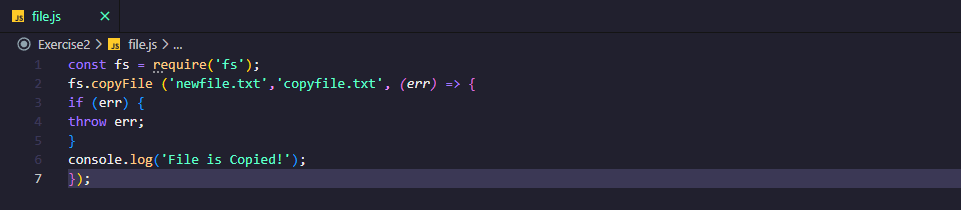 JS file.js ×
Exercise2 > JS file.js > ...
1 const fs = require('fs');
2 fs.copyFile ('newfile.txt','copyfile.txt', (err) => {
3 if (err) {
4 throw err;
5 }
6 console.log('File is Copied!');
7 });